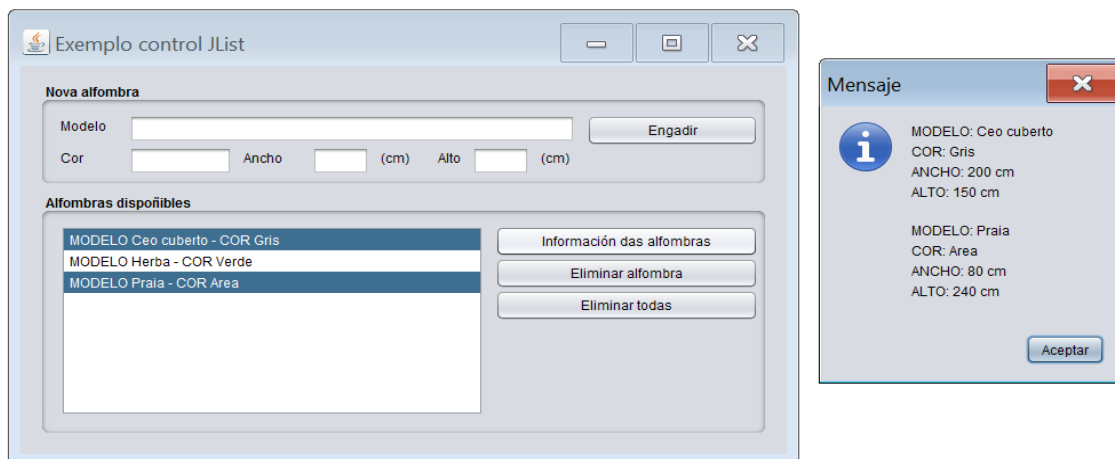 Exemplo control JList
Nova alfombra
Modelo
Engadir
Cor
Ancho
(cm)
Alto
(cm)
Alfombras dispoñibles
MODELO Ceo cuberto - COR Gris
MODELO Herba - COR Verde
MODELO Praia - COR Area
Información das alfombras
Eliminar alfombra
Eliminar todas
Mensaje
MODELO: Ceo cuberto
COR: Gris
ANCHO: 200 cm
ALTO: 150 cm
MODELO: Praia
COR: Area
ANCHO: 80 cm
ALTO: 240 cm
Aceptar